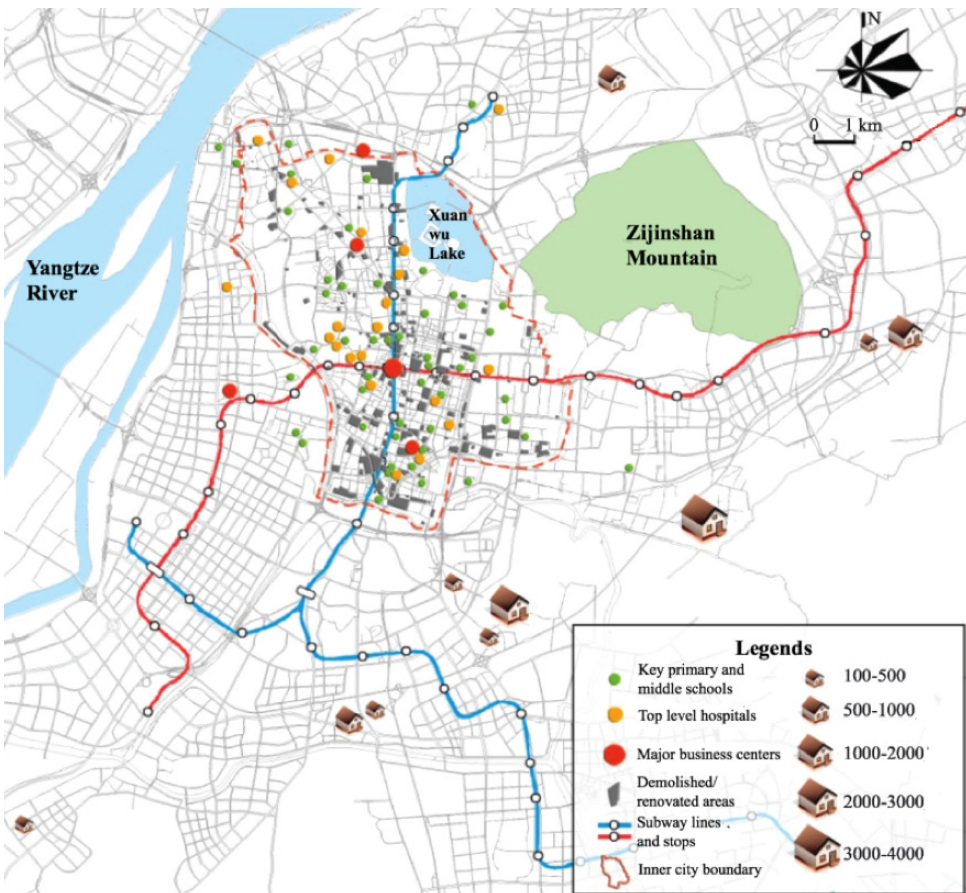 N
0 1 km
Xuan
wu
Lake
Zijinshan
Mountain
Yangtze
River
Legends
Key primary and
middle schools
Top level hospitals
Major business centers
Demolished/
renovated areas
Subway lines
and stops
Inner city boundary
100-500
500-1000
1000-2000
2000-3000
3000-4000